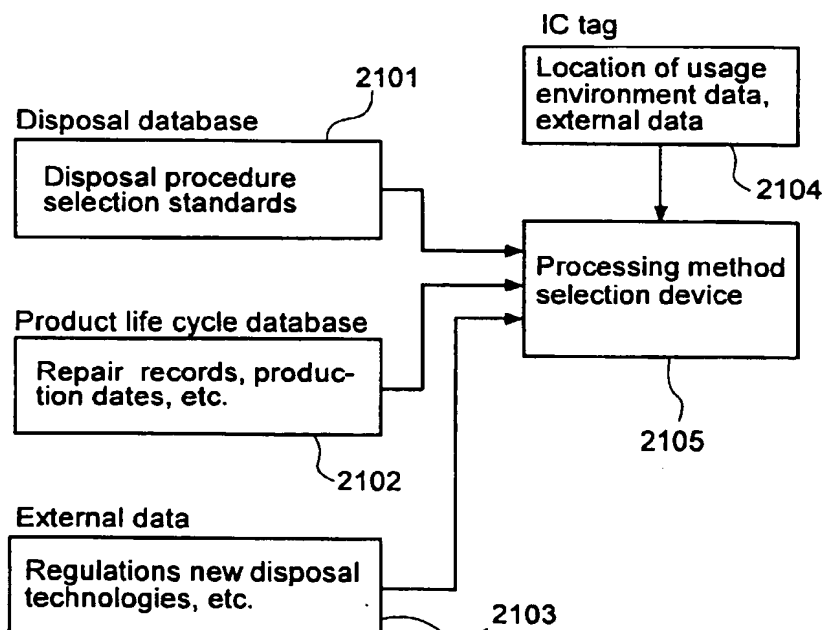 IC tag
Location of usage
environment data,
external data
2104
2101
Disposal database
Disposal procedure
selection standards
Processing method
selection device
2105
Product life cycle database
Repair records, produc-
tion dates, etc.
2102
External data
Regulations new disposal
technologies, etc.
2103